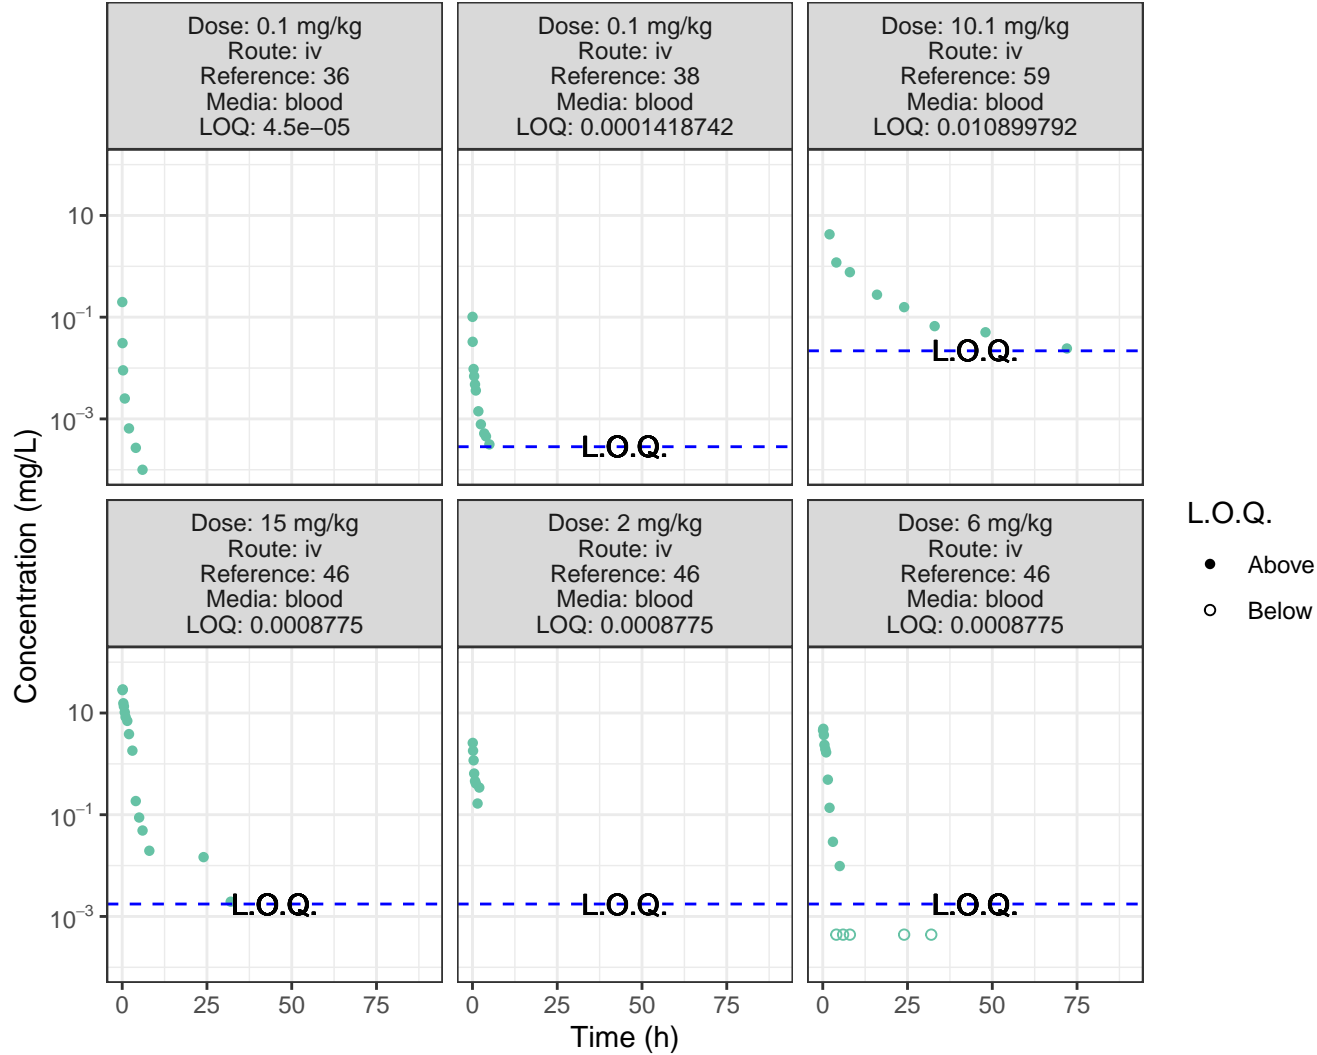 Dose: 0.1 mg/kg
Route: iv
Reference: 36
Media: blood
LOQ: 4.5e−05
Dose: 0.1 mg/kg
Route: iv
Reference: 38
Media: blood
LOQ: 0.0001418742
Dose: 10.1 mg/kg
Route: iv
Reference: 59
Media: blood
LOQ: 0.010899792
10
10⁻¹
10⁻³
L.O.Q.
L.O.Q.
Dose: 15 mg/kg
Route: iv
Reference: 46
Media: blood
LOQ: 0.0008775
Dose: 2 mg/kg
Route: iv
Reference: 46
Media: blood
LOQ: 0.0008775
Dose: 6 mg/kg
Route: iv
Reference: 46
Media: blood
LOQ: 0.0008775
10
10⁻¹
10⁻³
L.O.Q.
L.O.Q.
L.O.Q.
0 25 50 75
0 25 50 75
0 25 50 75
Time (h)
Concentration (mg/L)
L.O.Q.
Above
Below